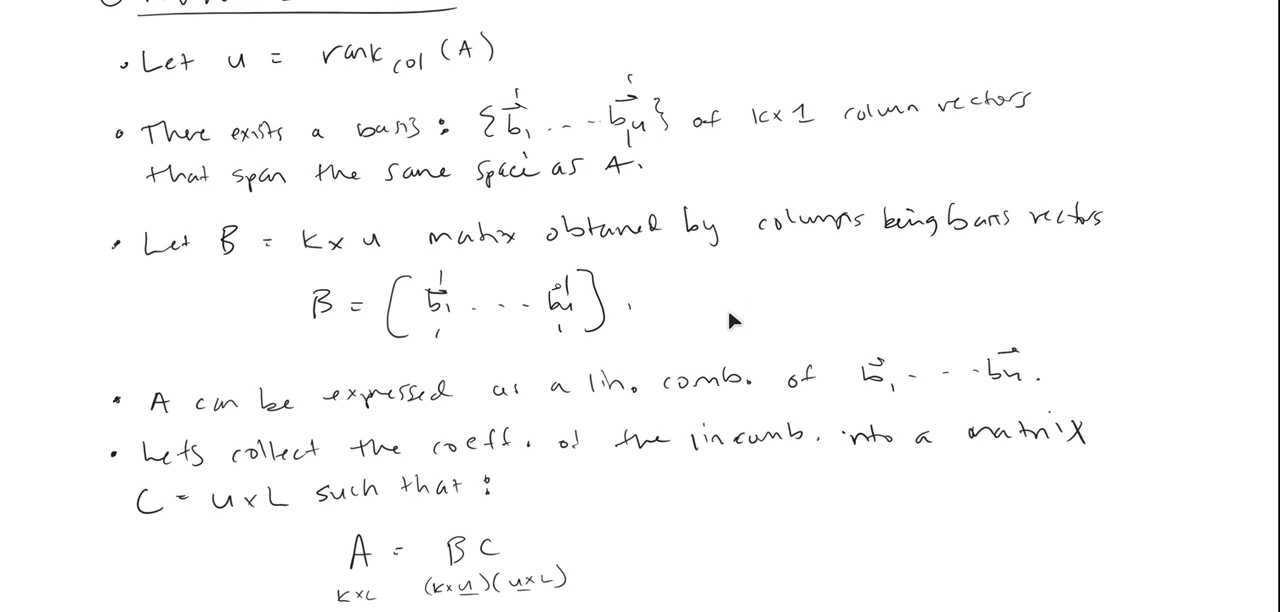 • Let u = rank col (A)
• There exists a basis : { b₁ ... bᵤ } of K x 1 column vectors
that span the same space as A.
• Let B = K x u matrix obtained by columns being basis vectors
B = ( b₁ ... bᵤ ) .
• A can be expressed as a lin. comb. of b₁ ... bᵤ.
• Lets collect the coeff. of the lin comb. into a matrix
C = u x L such that :
A = B C
K x L (K x u) (u x L)